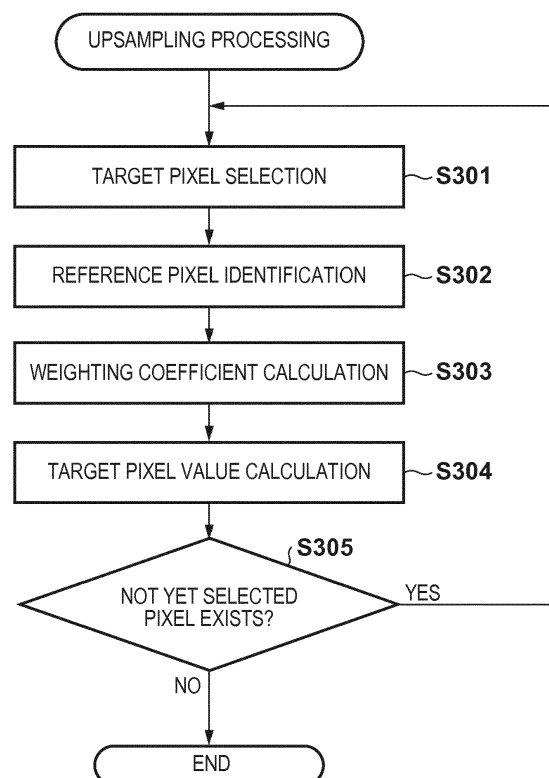 UPSAMPLING PROCESSING
TARGET PIXEL SELECTION
S301
REFERENCE PIXEL IDENTIFICATION
S302
WEIGHTING COEFFICIENT CALCULATION
S303
TARGET PIXEL VALUE CALCULATION
S304
S305
NOT YET SELECTED
PIXEL EXISTS?
YES
NO
END